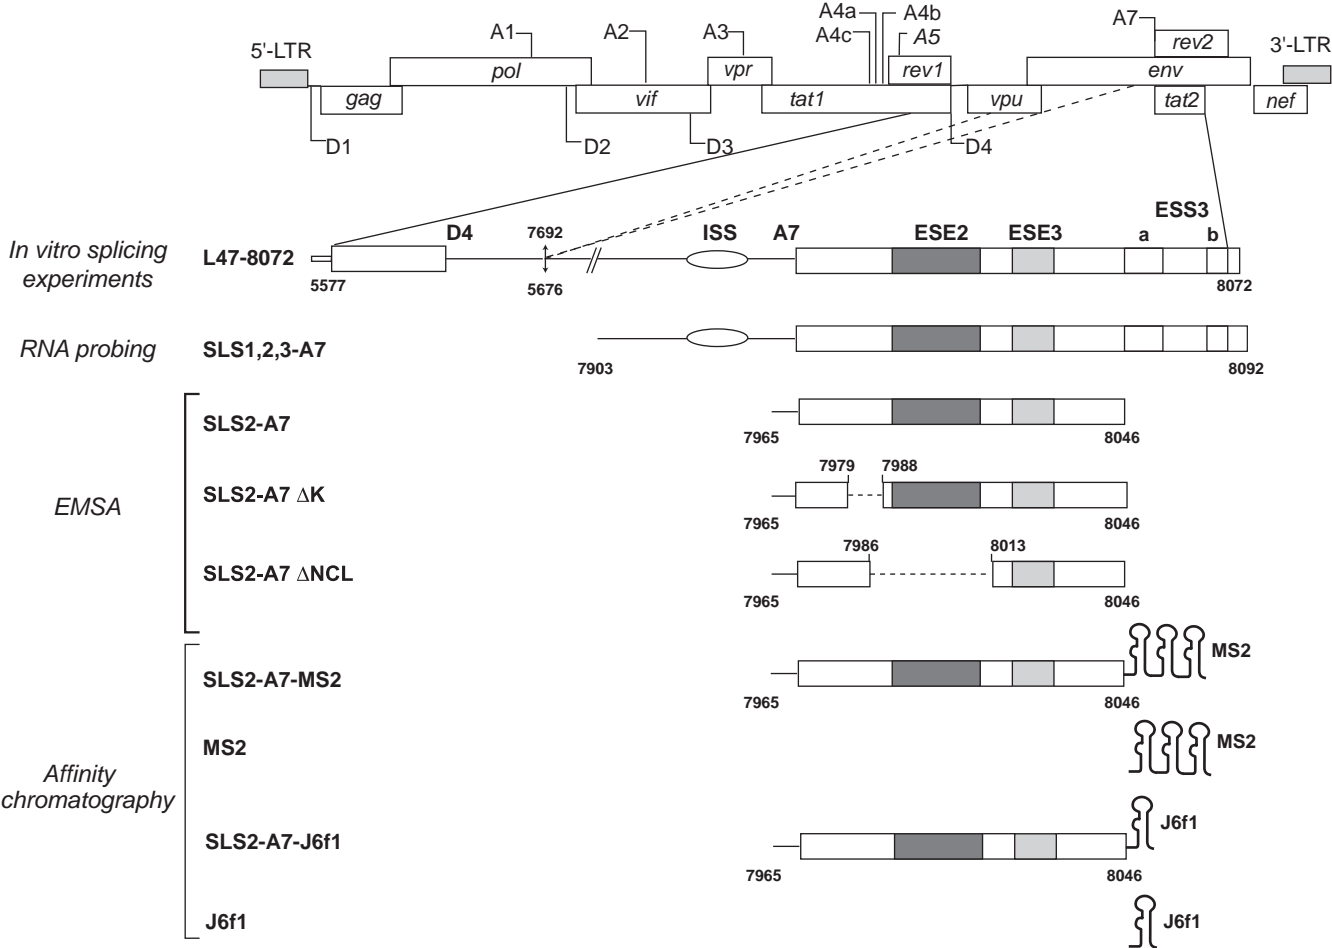 A4a A4b A7
A1 A2 A3 A4c A5 rev2
5'-LTR 3'-LTR
pol vpr rev1 env
gag vif tat1 vpu tat2 nef
D1 D2 D3 D4
ESS3
D4 7692 ISS A7 ESE2 ESE3 a b
In vitro splicing
experiments
L47-8072
5577 5676 8072
RNA probing SLS1,2,3-A7
7903 8092
SLS2-A7
7965 8046
7979 7988
EMSA
SLS2-A7 ΔK
7965 8046
7986 8013
SLS2-A7 ΔNCL
7965 8046
SLS2-A7-MS2 MS2
7965 8046
MS2 MS2
Affinity
chromatography
SLS2-A7-J6f1 J6f1
7965 8046
J6f1 J6f1